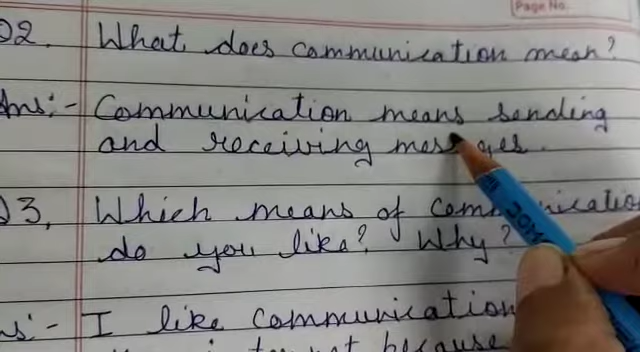 Page No.
Q2. What does communication mean?
Ans:- Communication means sending
and receiving messages.
Q3. Which means of communication
do you like? Why?
Ans:- I like communication
because